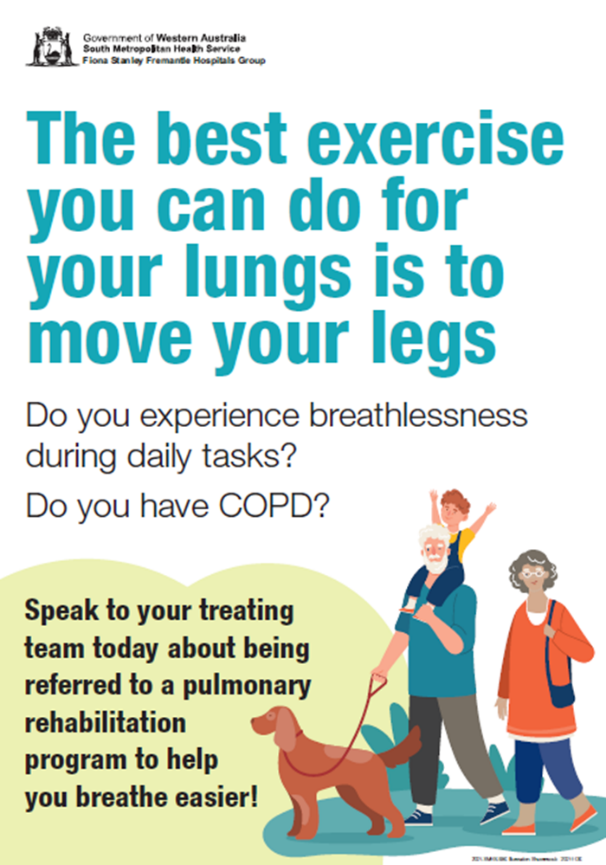 Government of Western Australia
South Metropolitan Health Service
Fiona Stanley Fremantle Hospitals Group
The best exercise
you can do for
your lungs is to
move your legs
Do you experience breathlessness
during daily tasks?
Do you have COPD?
Speak to your treating
team today about being
referred to a pulmonary
rehabilitation
program to help
you breathe easier!